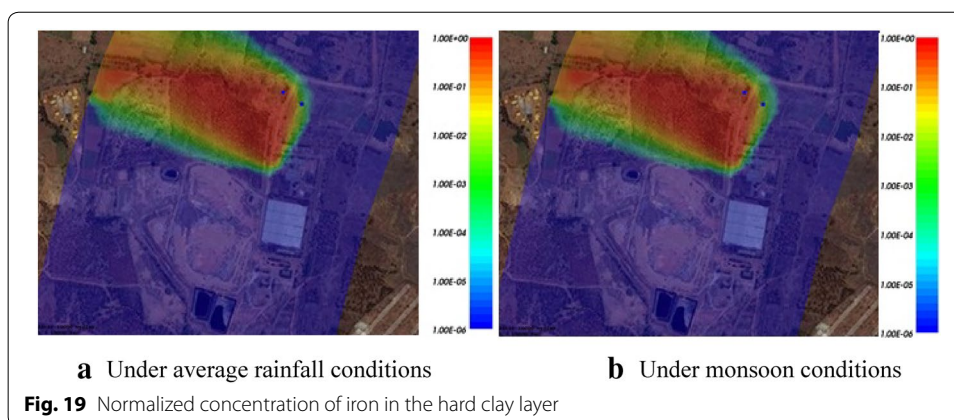 1.00E+00
1.00E-01
1.00E-02
1.00E-03
1.00E-04
1.00E-05
1.00E-06
1.00E+00
1.00E-01
1.00E-02
1.00E-03
1.00E-04
1.00E-05
1.00E-06
a Under average rainfall conditions
b Under monsoon conditions
Fig. 19 Normalized concentration of iron in the hard clay layer